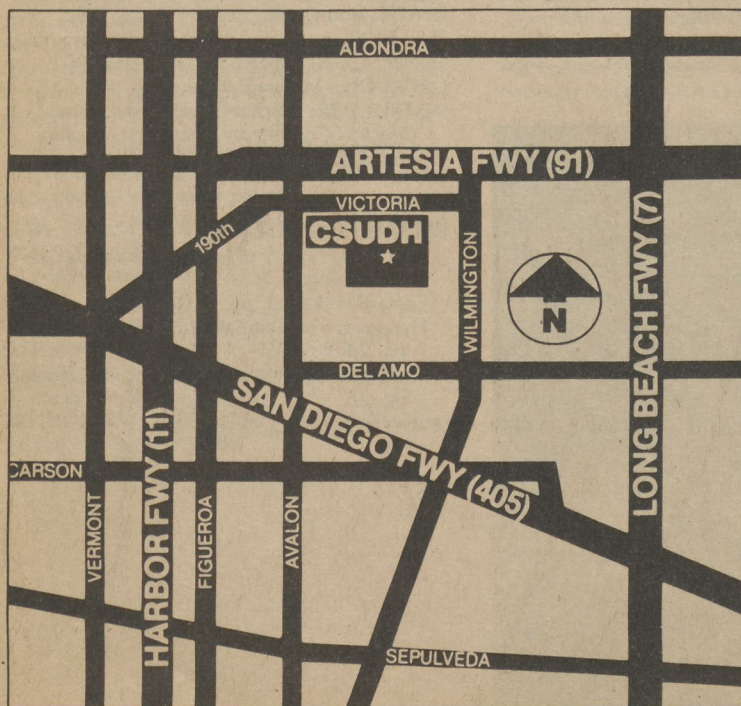 ALONDRA
ARTESIA FWY (91)
VICTORIA
190th
CSUDH
WILMINGTON
LONG BEACH FWY (7)
N
DEL AMO
SAN DIEGO FWY (405)
CARSON
VERMONT
HARBOR FWY (11)
FIGUEROA
AVALON
SEPULVEDA